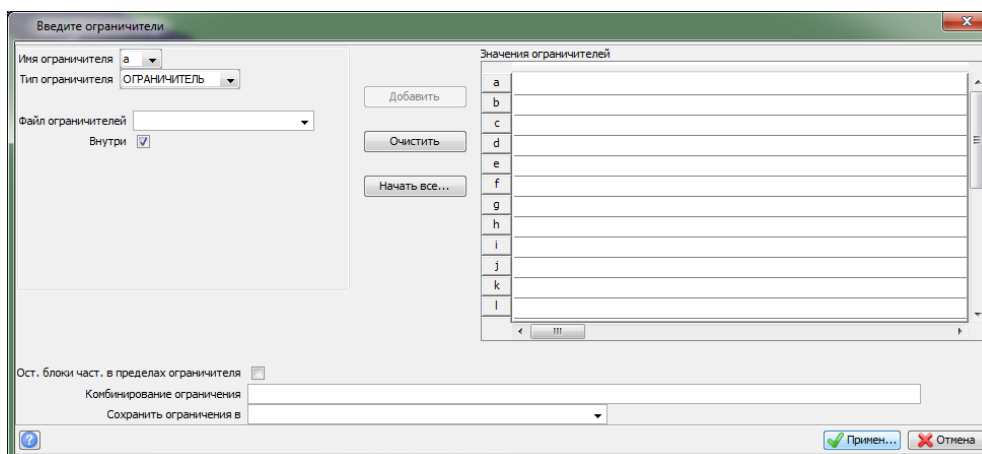 Введите ограничители
Имя ограничителя a
Тип ограничителя ОГРАНИЧИТЕЛЬ
Файл ограничителей
Внутри
Добавить
Очистить
Начать все...
Значения ограничителей
a
b
c
d
e
f
g
h
i
j
k
l
Ост. блоки част. в пределах ограничителя
Комбинирование ограничения
Сохранить ограничения в
Примен... Отмена